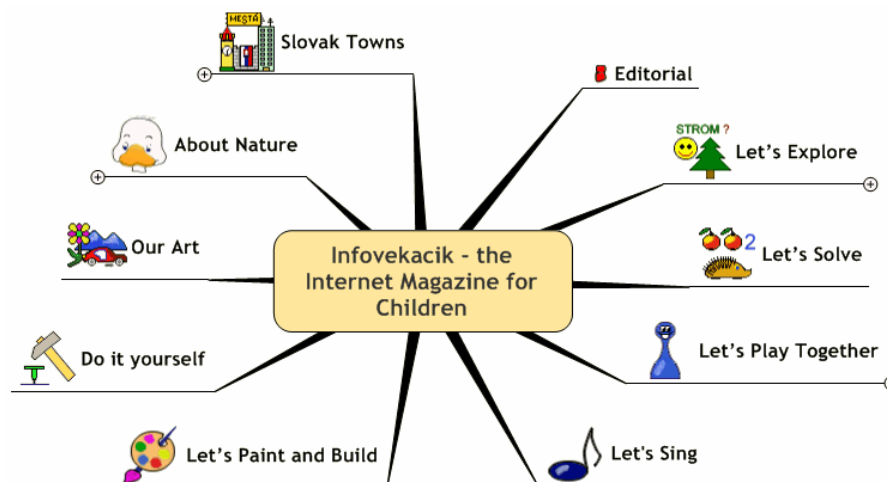 MESTÁ
Slovak Towns
Editorial
STROM ?
About Nature
Let’s Explore
Our Art
Infovekacik - the
Internet Magazine for
Children
2
Let’s Solve
Do it yourself
Let’s Play Together
Let’s Paint and Build
Let's Sing